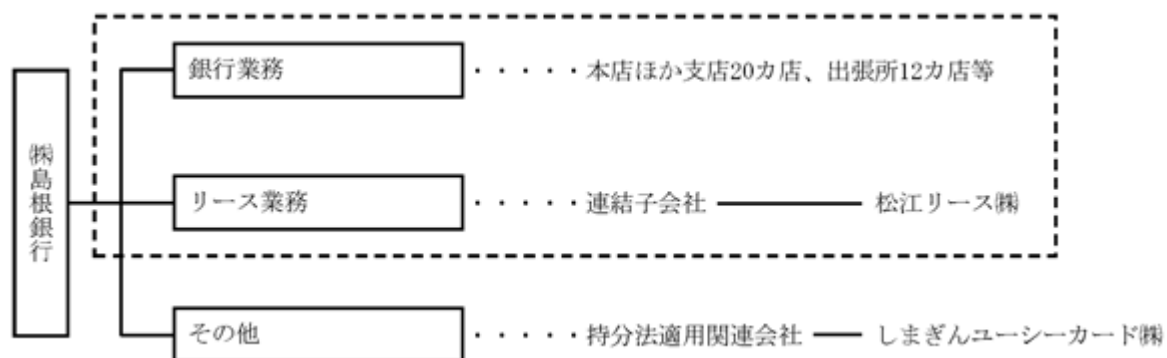 ㈱島根銀行
銀行業務 ・・・・・本店ほか支店20カ店、出張所12カ店等
リース業務 ・・・・・連結子会社 松江リース㈱
その他 ・・・・・持分法適用関連会社 しまぎんユーシーカード㈱